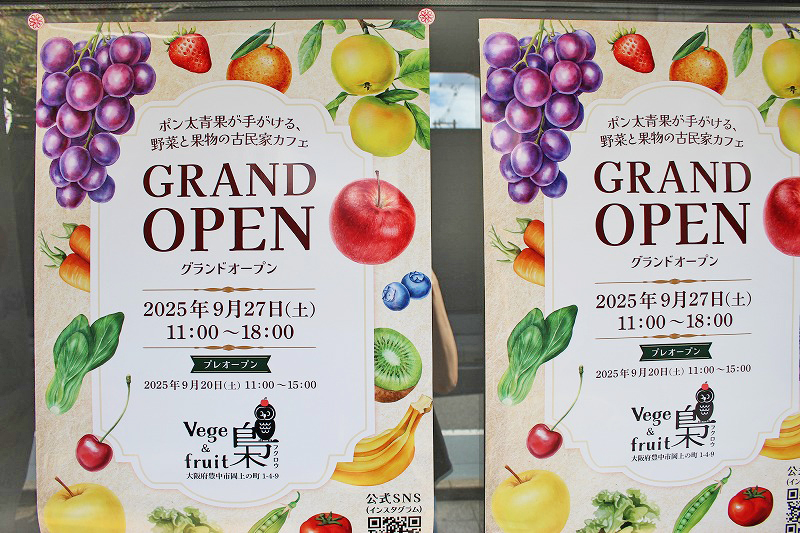 ポン太青果が手がける、
野菜と果物の古民家カフェ
GRAND
OPEN
グランドオープン
2025年9月27日(土)
11:00～18:00
プレオープン
2025年9月20日(土) 11:00～15:00
Vege
&
fruit
梟
フクロウ
大阪府豊中市岡上の町 1-4-9
公式SNS
(インスタグラム)
ポン太青果が手がける、
野菜と果物の古民家カフェ
GRAND
OPEN
グランドオープン
2025年9月27日(土)
11:00～18:00
プレオープン
2025年9月20日(土) 11:00～15:00
Vege
&
fruit
梟
フクロウ
大阪府豊中市岡上の町 1-4-9
公式S
(インスタ